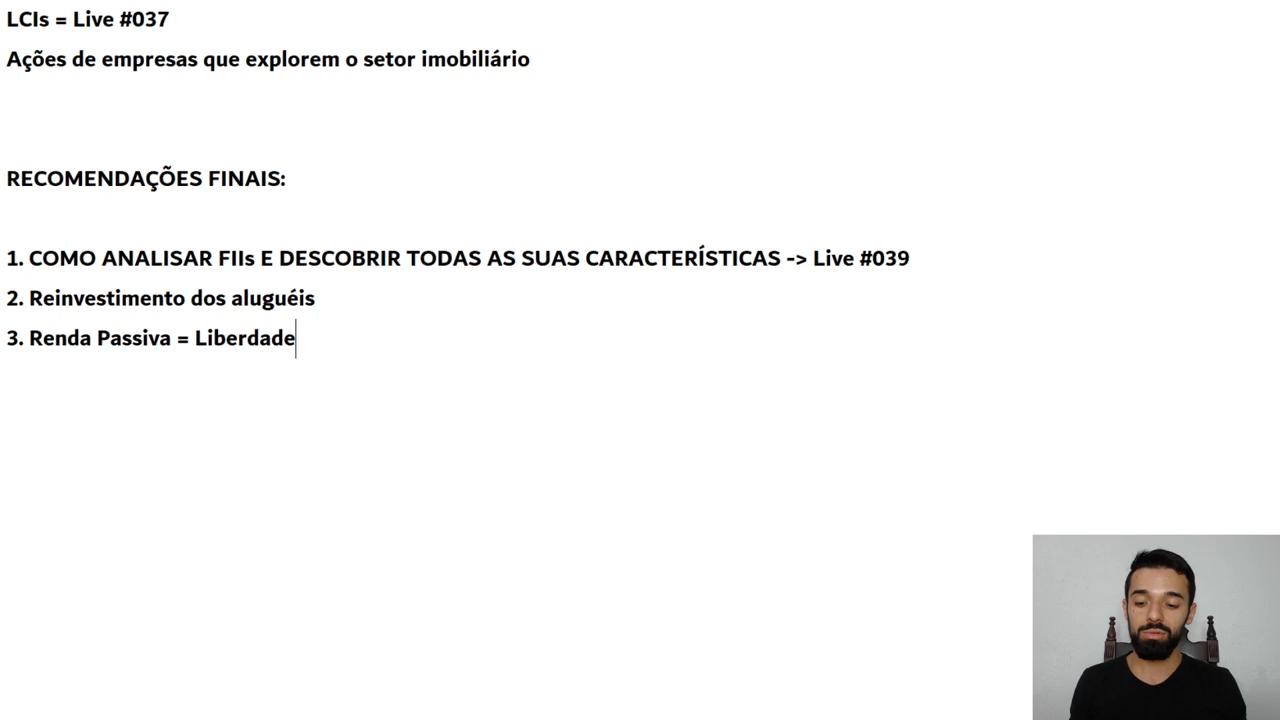 LCIs = Live #037
Ações de empresas que explorem o setor imobiliário
RECOMENDAÇÕES FINAIS:
1. COMO ANALISAR FIIs E DESCOBRIR TODAS AS SUAS CARACTERÍSTICAS -> Live #039
2. Reinvestimento dos aluguéis
3. Renda Passiva = Liberdade